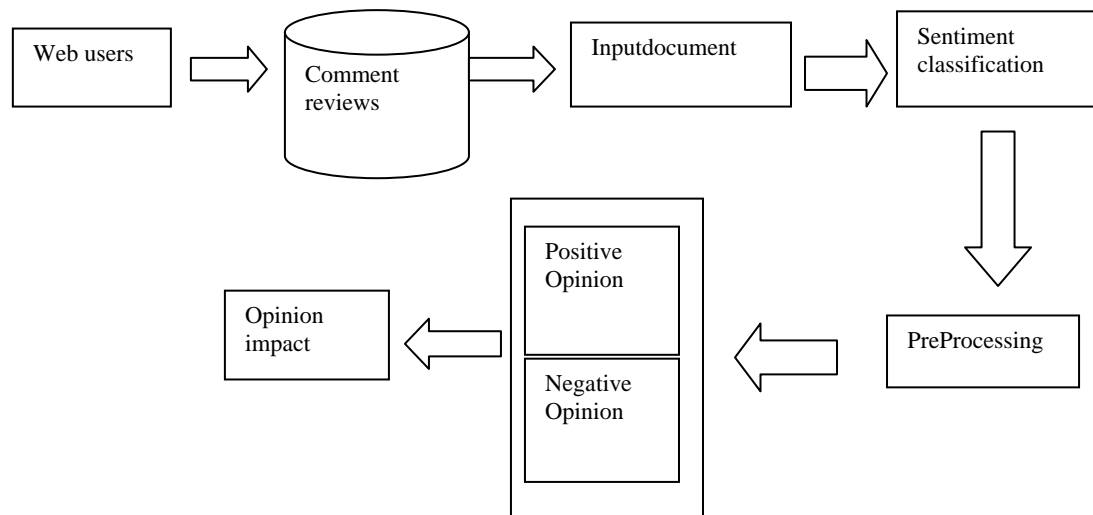 Web users
Comment
reviews
Inputdocument
Sentiment
classification
Positive
Opinion
Opinion
impact
PreProcessing
Negative
Opinion